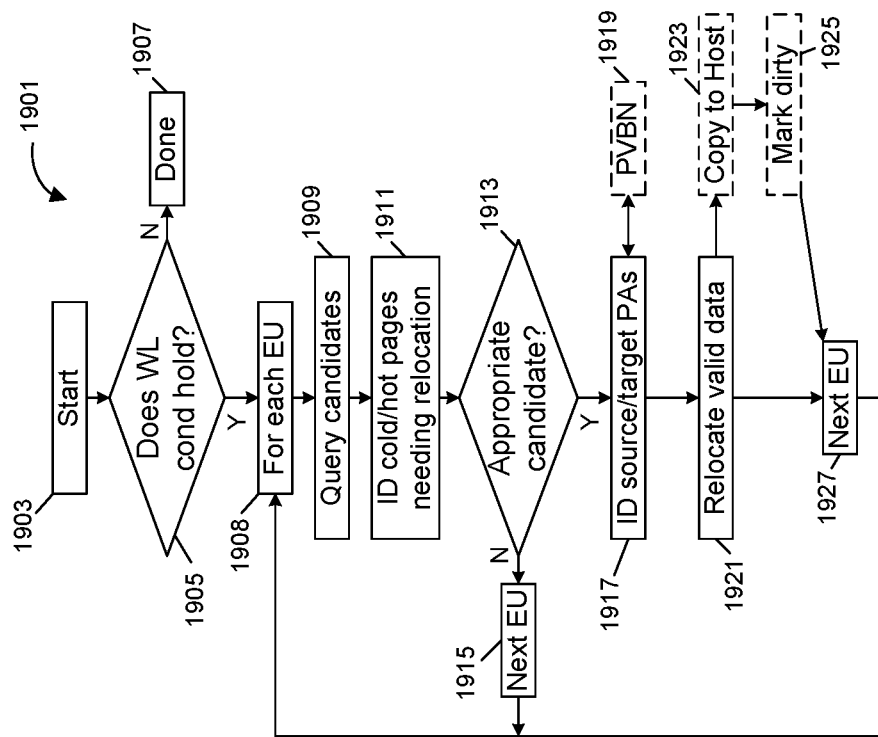 1901
Start
1903
Does WL
cond hold?
1905
N
Done
1907
Y
For each EU
1908
Query candidates
1909
ID cold/hot pages
needing relocation
1911
Appropriate
candidate?
1913
N
Next EU
1915
Y
ID source/target PAs
1917
PVBN
1919
Relocate valid data
1921
Copy to Host
1923
Mark dirty
1925
Next EU
1927